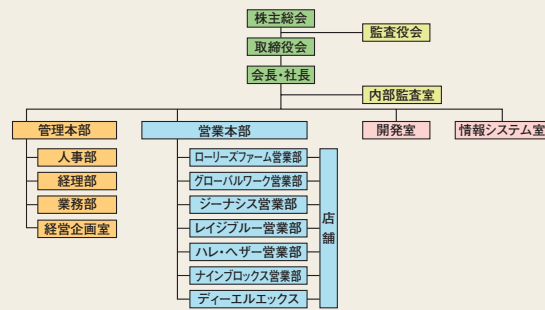 株主総会
監査役会
取締役会
会長・社長
内部監査室
管理本部
営業本部
開発室
情報システム室
人事部
経理部
業務部
経営企画室
ローリーズファーム営業部
グローバルワーク営業部
ジーナシス営業部
レイジブルー営業部
ハレ・ヘザー営業部
ナインブロックス営業部
ディーエルエックス
店舗